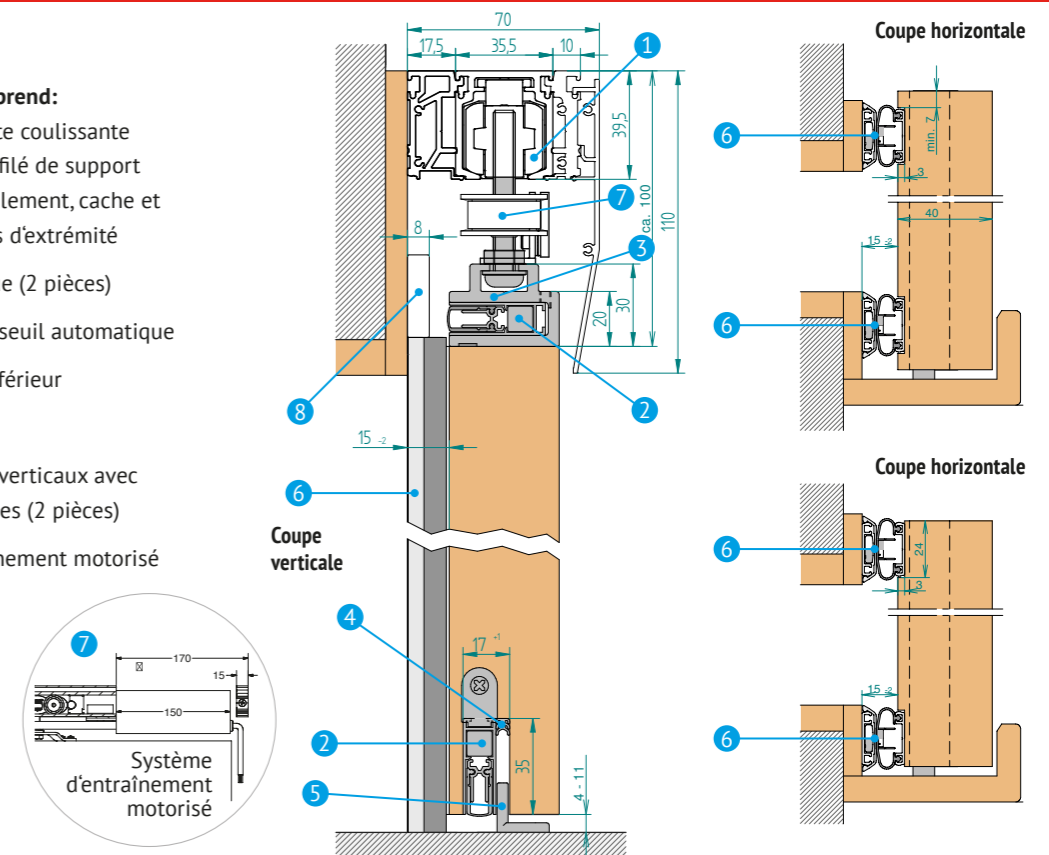 prend:
te coulissante
filé de support
lement, cache et
s d'extrémité
e (2 pièces)
seuil automatique
férieur
verticaux avec
es (2 pièces)
nement motorisé
7
170
15
150
Système
d'entraînement
motorisé
70
17,5
35,5
10
1
39,5
ca. 100
110
7
8
3
30
20
2
8
15 -2
6
Coupe
verticale
4
17 +1
2
35
5
4 - 11
Coupe horizontale
6
min. 7
3
40
15 -2
6
Coupe horizontale
6
24
3
15 -2
6